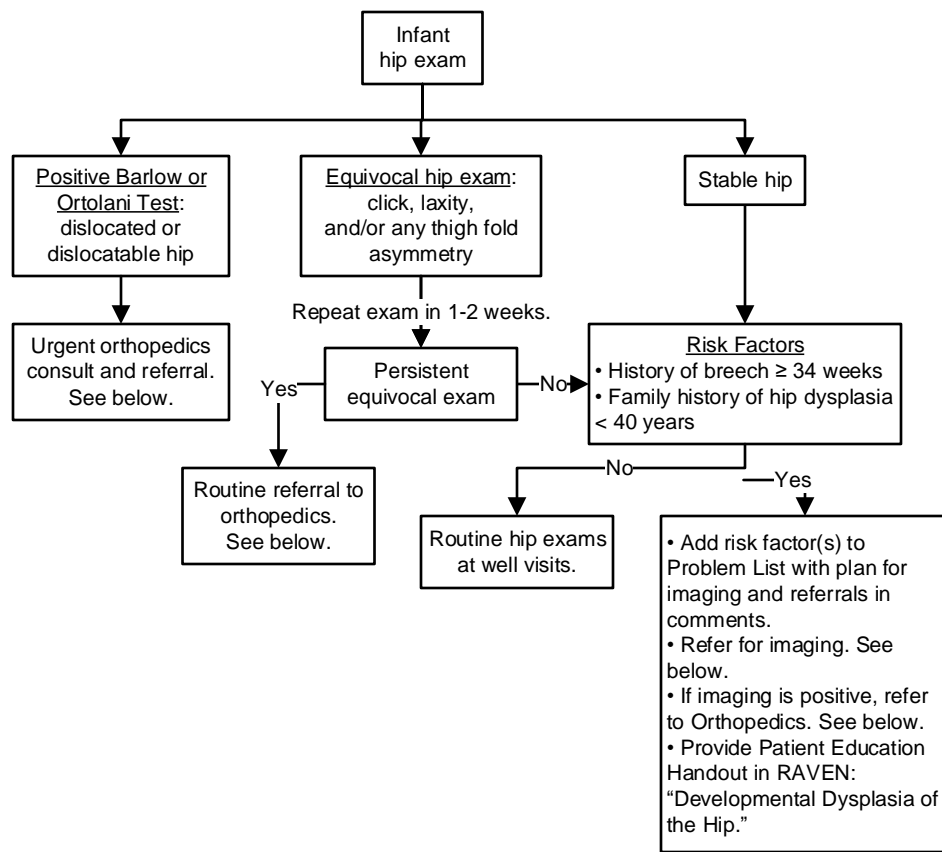 Infant
hip exam
Positive Barlow or
Ortolani Test:
dislocated or
dislocatable hip
Equivocal hip exam:
click, laxity,
and/or any thigh fold
asymmetry
Stable hip
Repeat exam in 1-2 weeks.
Urgent orthopedics
consult and referral.
See below.
Yes
Persistent
equivocal exam
No
Risk Factors
• History of breech ≥ 34 weeks
• Family history of hip dysplasia
< 40 years
No
Yes
Routine referral to
orthopedics.
See below.
Routine hip exams
at well visits.
• Add risk factor(s) to
Problem List with plan for
imaging and referrals in
comments.
• Refer for imaging. See
below.
• If imaging is positive, refer
to Orthopedics. See below.
• Provide Patient Education
Handout in RAVEN:
“Developmental Dysplasia of
the Hip.”